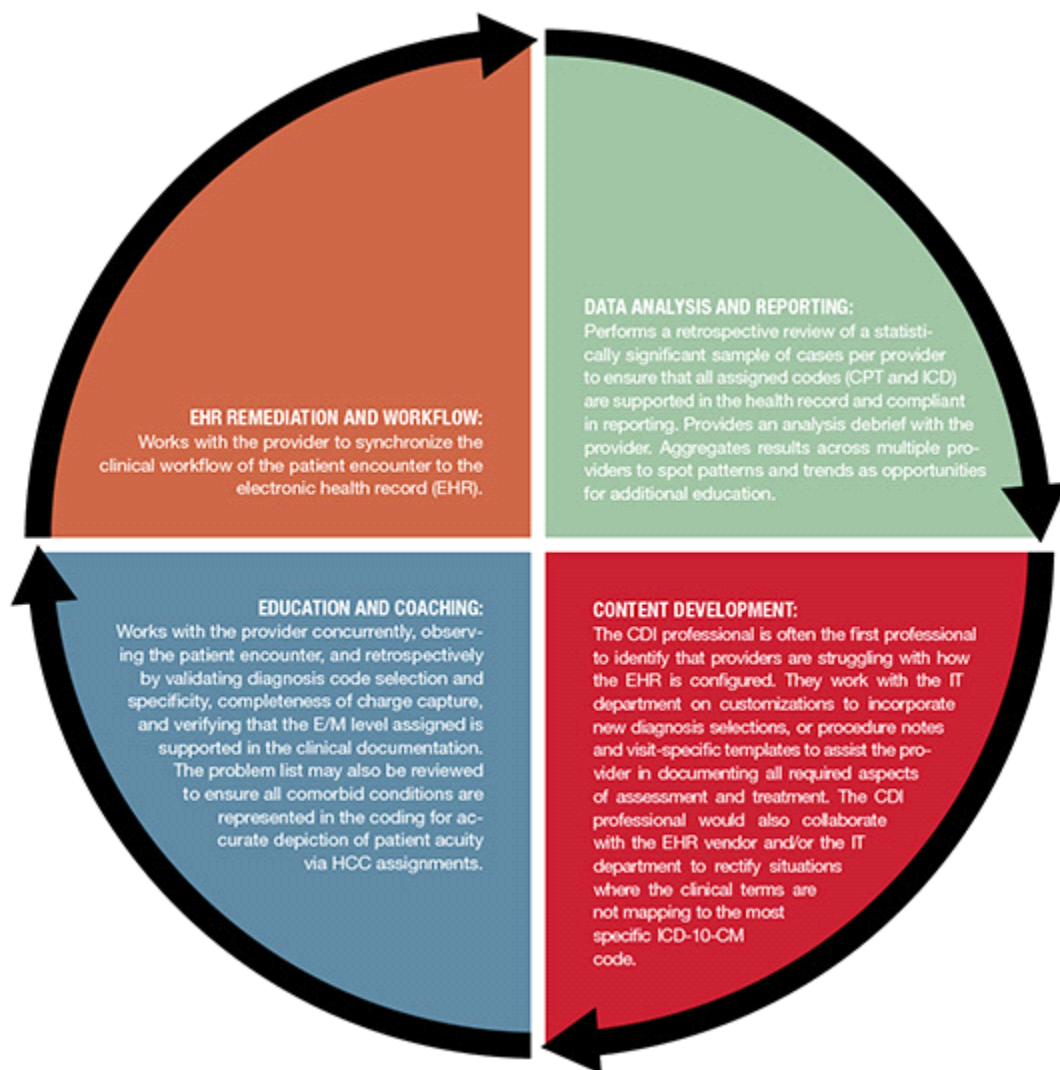 EHR REMEDIATION AND WORKFLOW:
Works with the provider to synchronize the
clinical workflow of the patient encounter to the
electronic health record (EHR).
DATA ANALYSIS AND REPORTING:
Performs a retrospective review of a statisti-
cally significant sample of cases per provider
to ensure that all assigned codes (CPT and ICD)
are supported in the health record and compliant
in reporting. Provides an analysis debrief with the
provider. Aggregates results across multiple pro-
viders to spot patterns and trends as opportunities
for additional education.
EDUCATION AND COACHING:
Works with the provider concurrently, observ-
ing the patient encounter, and retrospectively
by validating diagnosis code selection and
specificity, completeness of charge capture,
and verifying that the E/M level assigned is
supported in the clinical documentation.
The problem list may also be reviewed
to ensure all comorbid conditions are
represented in the coding for ac-
curate depiction of patient acuity
via HCC assignments.
CONTENT DEVELOPMENT:
The CDI professional is often the first professional
to identify that providers are struggling with how
the EHR is configured. They work with the IT
department on customizations to incorporate
new diagnosis selections, or procedure notes
and visit-specific templates to assist the pro-
vider in documenting all required aspects
of assessment and treatment. The CDI
professional would also collaborate
with the EHR vendor and/or the IT
department to rectify situations
where the clinical terms are
not mapping to the most
specific ICD-10-CM
code.